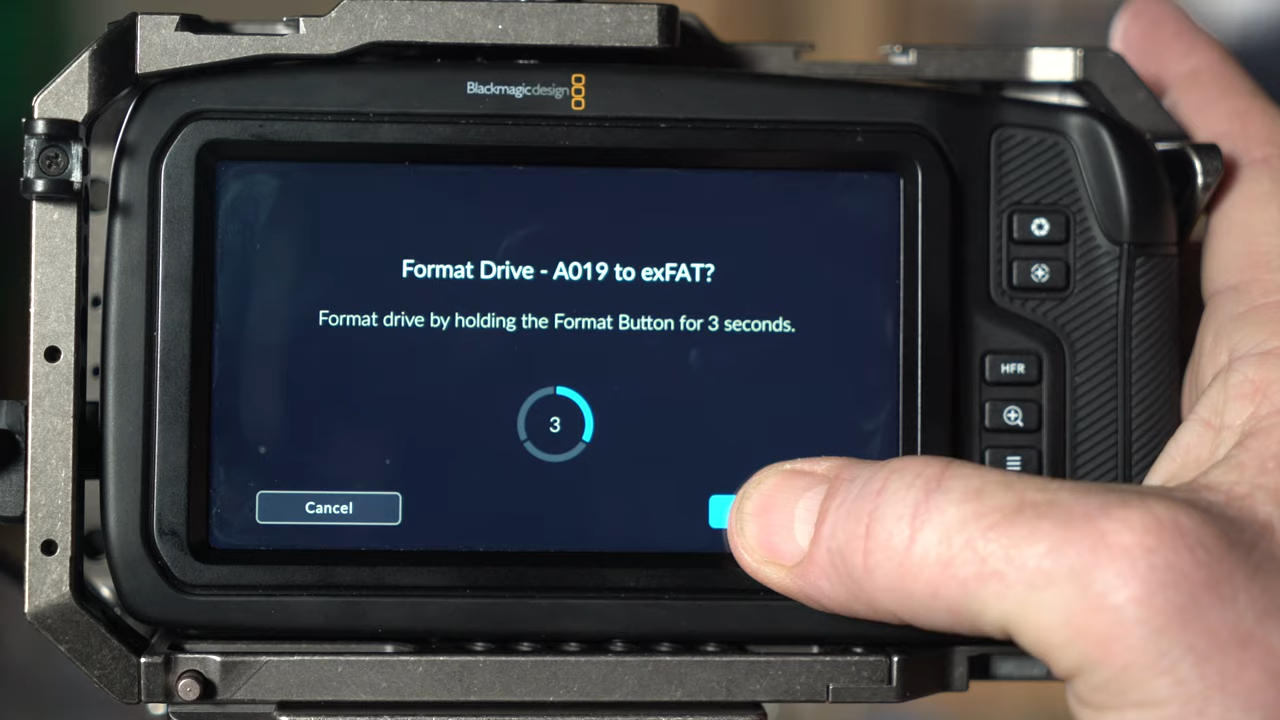 Blackmagicdesign
Format Drive - A019 to exFAT?
Format drive by holding the Format Button for 3 seconds.
HFR
3
Cancel